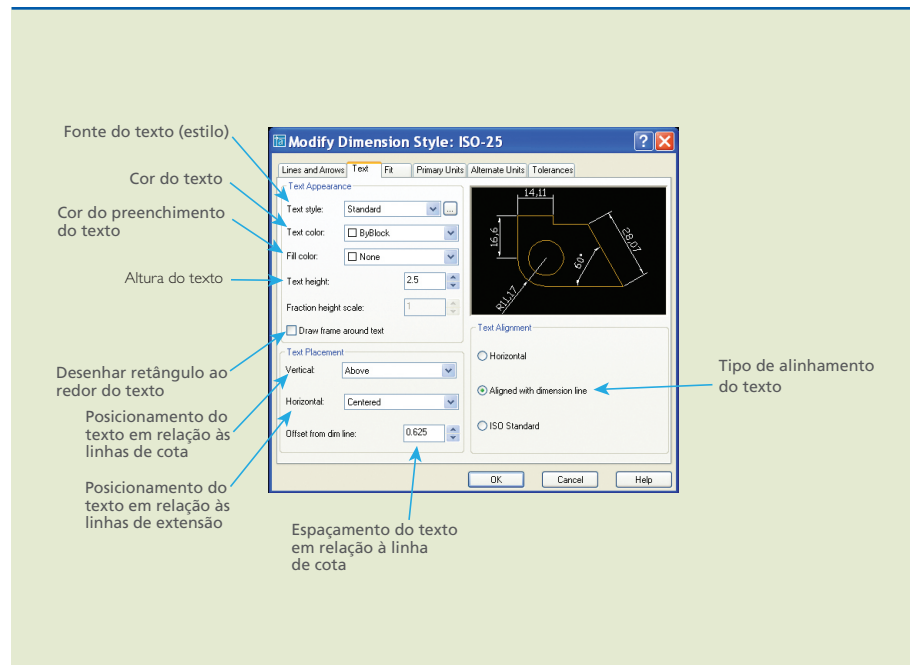 Fonte do texto (estilo)
Cor do texto
Cor do preenchimento
do texto
Altura do texto
Desenhar retângulo ao
redor do texto
Posicionamento do
texto em relação às
linhas de cota
Posicionamento do
texto em relação às
linhas de extensão
Modify Dimension Style: ISO-25
Lines and Arrows Text Fit Primary Units Alternate Units Tolerances
Text Appearance
Text style: Standard ...
Text color: ByBlock
Fill color: None
Text height: 2.5
Fraction height scale: 1
Draw frame around text
Text Placement
Vertical: Above
Horizontal: Centered
Offset from dim line: 0.625
14,11
16,6
28,07
60°
R11,17
Text Alignment
Horizontal
Aligned with dimension line
ISO Standard
OK Cancel Help
Tipo de alinhamento
do texto
Espaçamento do texto
em relação à linha
de cota